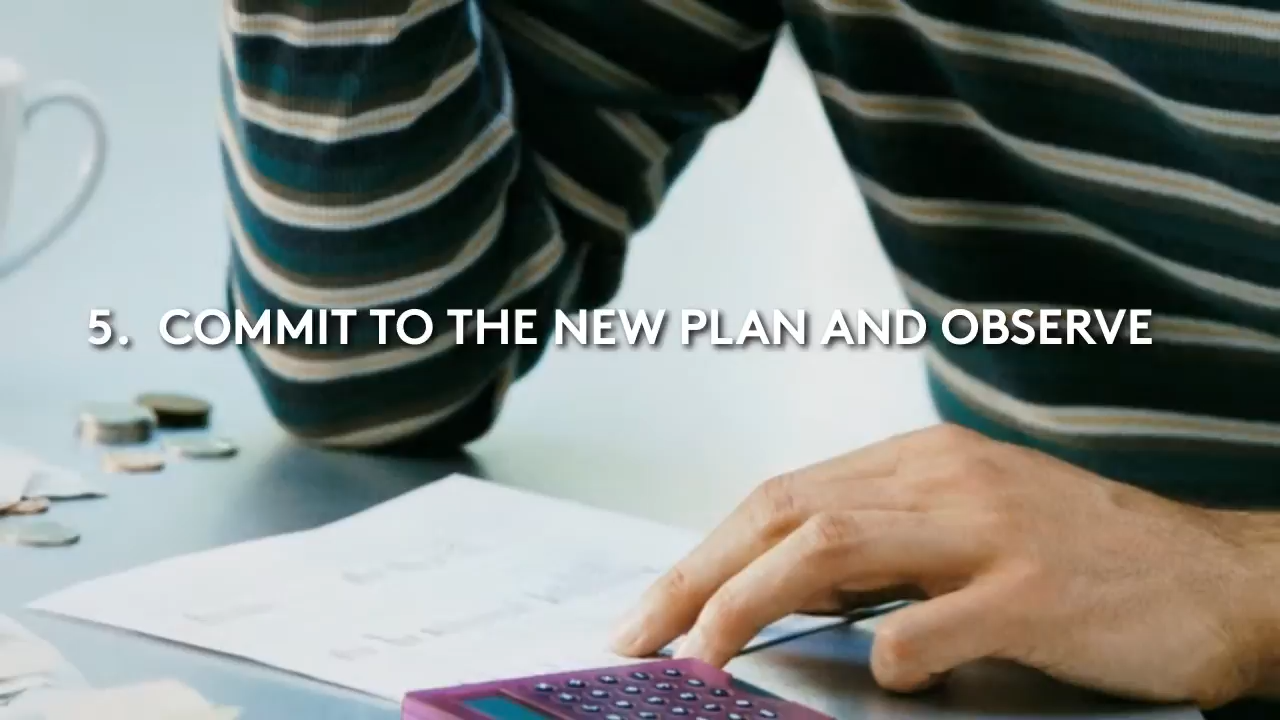 5. COMMIT TO THE NEW PLAN AND OBSERVE